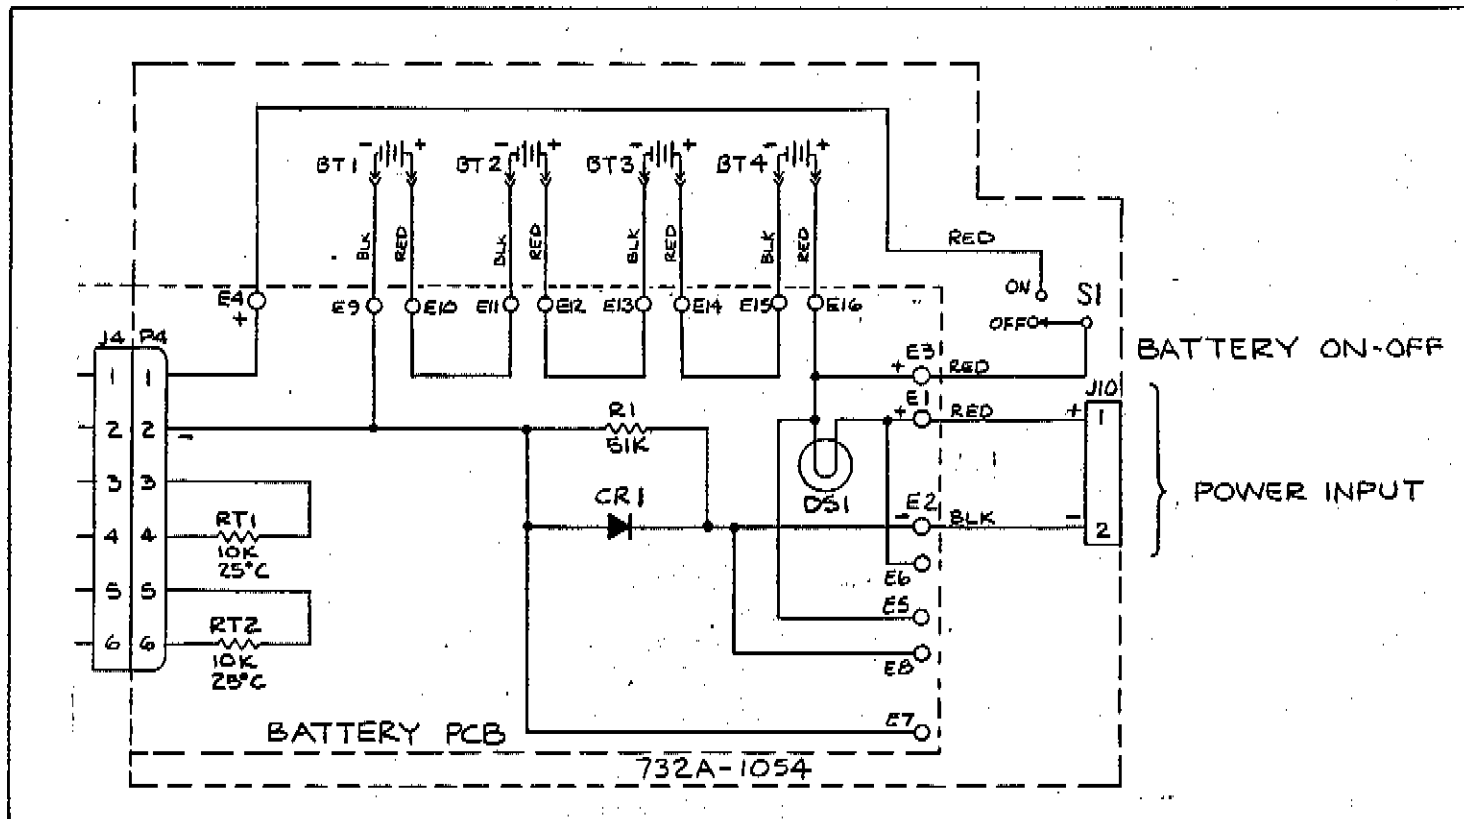 - + - + - + - +
BT1 BT2 BT3 BT4
BLK RED BLK RED BLK RED BLK RED
RED
ON
S1
OFF
E4 E9 E10 E11 E12 E13 E14 E15 E16
+
BATTERY ON-OFF
J4 P4
E3
+ RED
1 1
E1
+ RED + 1
J10
2 2 -
R1
51K
3 3
CR1
DS1
POWER INPUT
E2
- BLK - 2
4 4
RT1
10K
25°C
E6
5 5
E5
RT2
6 6
10K
25°C
E8
E7
BATTERY PCB
732A-1054